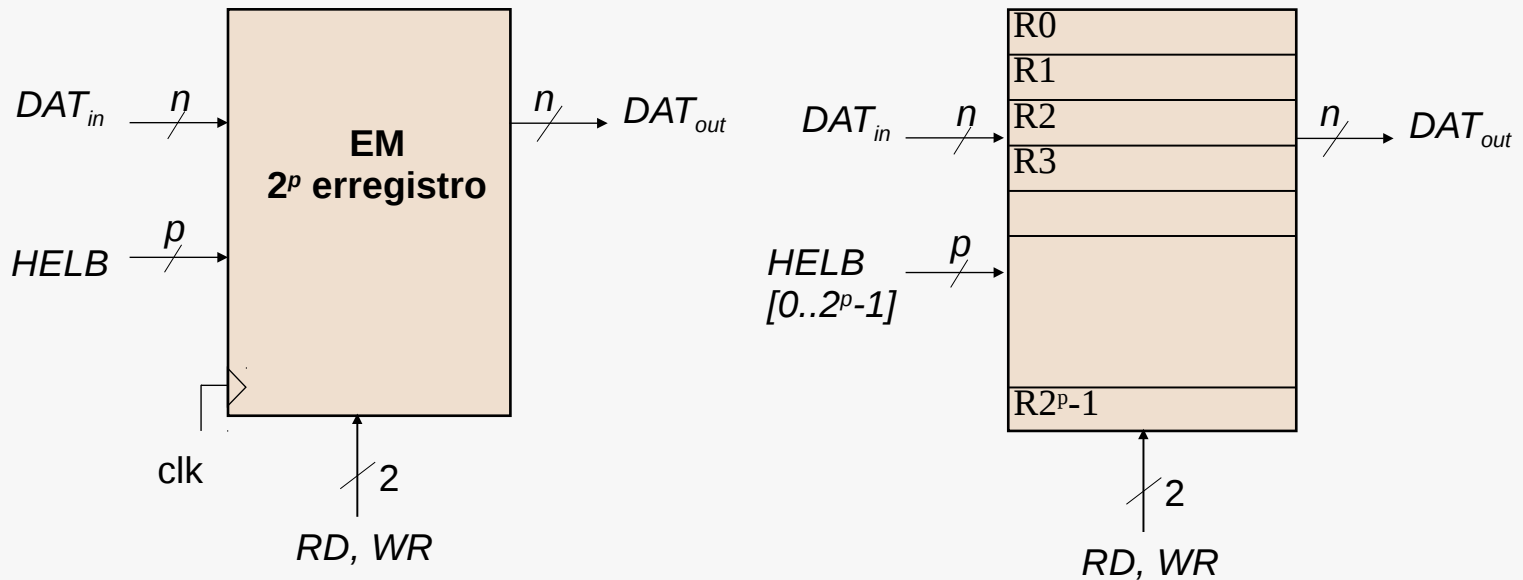 DATin
n
EM
2p erregistro
n
DATout
HELB
p
clk
2
RD, WR
R0
R1
R2
R3
R2p-1
DATin
n
n
DATout
HELB
[0..2p-1]
p
2
RD, WR